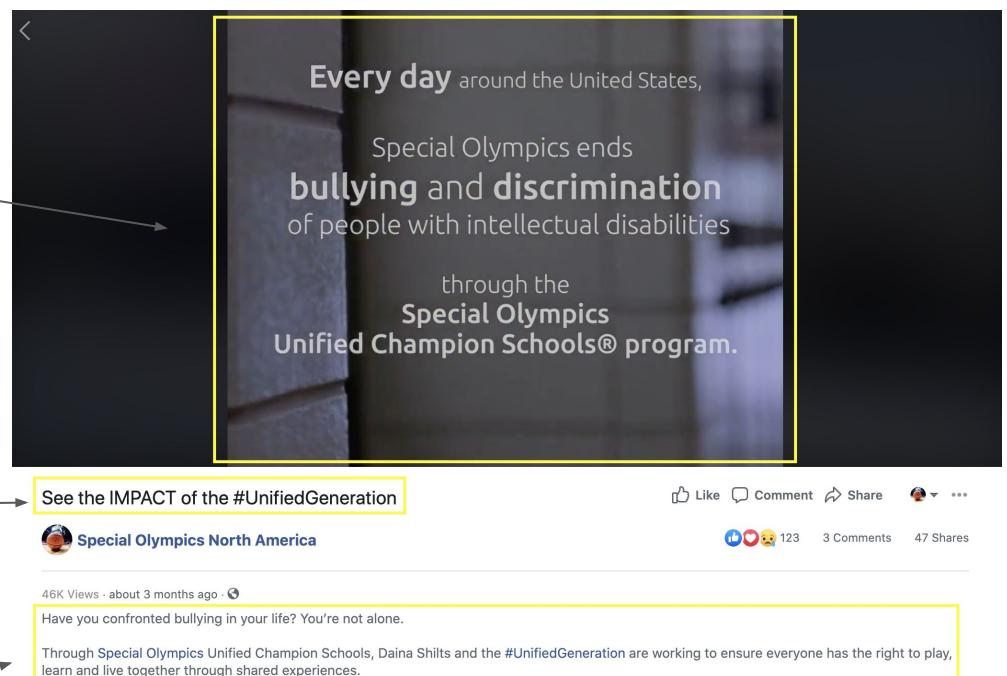 Every day around the United States,
Special Olympics ends
bullying and discrimination
of people with intellectual disabilities
through the
Special Olympics
Unified Champion Schools® program.
See the IMPACT of the #UnifiedGeneration
Like Comment Share
Special Olympics North America
123 3 Comments 47 Shares
46K Views · about 3 months ago ·
Have you confronted bullying in your life? You're not alone.
Through Special Olympics Unified Champion Schools, Daina Shilts and the #UnifiedGeneration are working to ensure everyone has the right to play,
learn and live together through shared experiences.